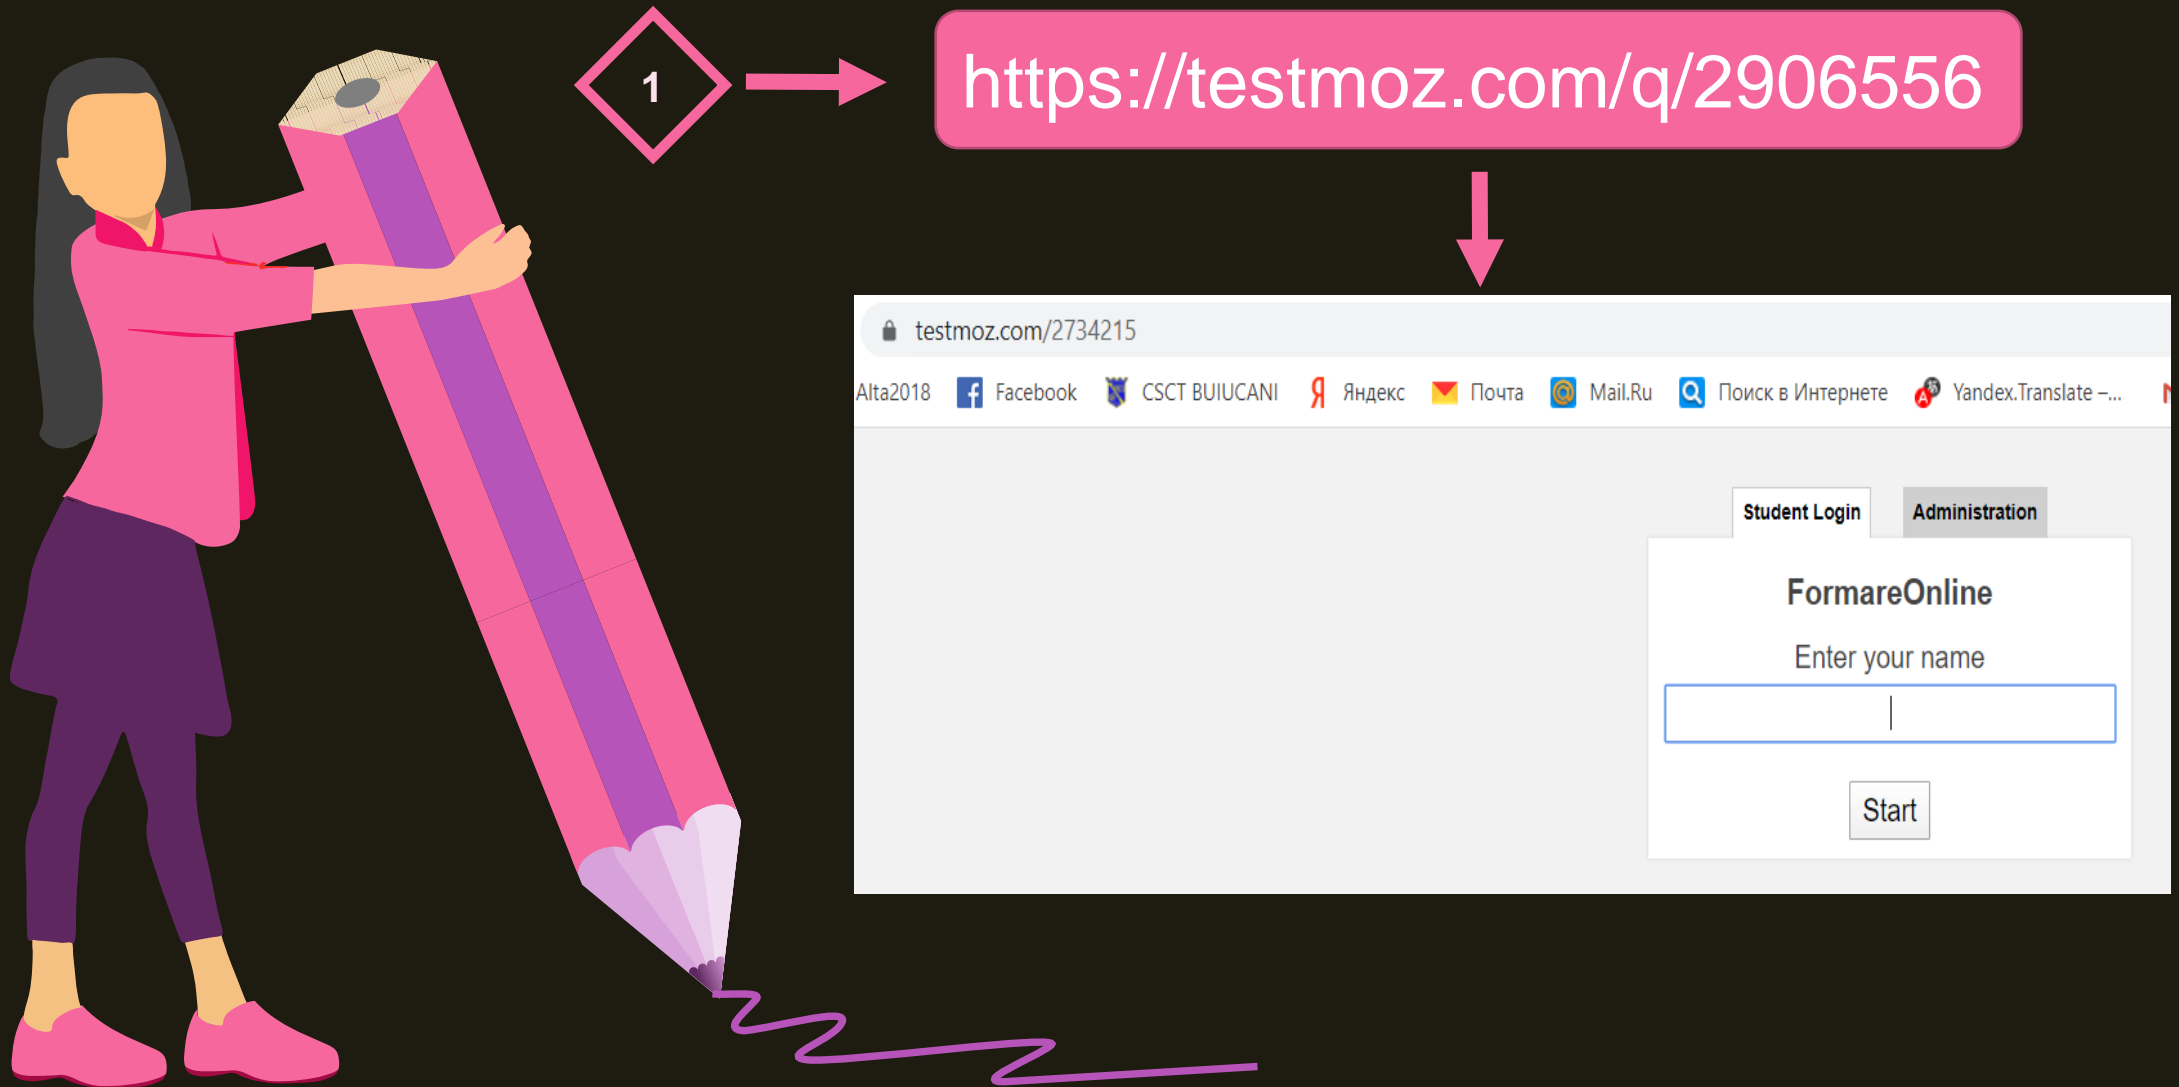 1
https://testmoz.com/q/2906556
testmoz.com/2734215
Alta2018 Facebook CSCT BUIUCANI Яндекс Почта Mail.Ru Поиск в Интернете Yandex.Translate –...
Student Login Administration
FormareOnline
Enter your name
Start